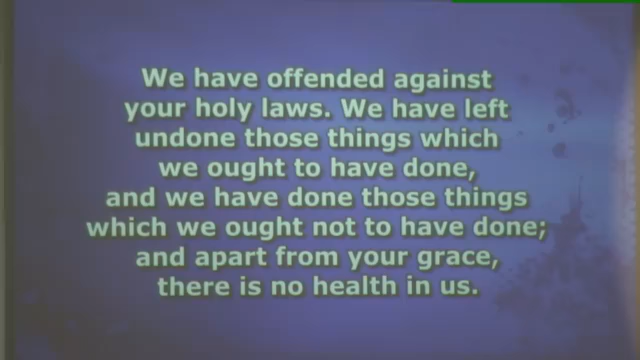 We have offended against
your holy laws. We have left
undone those things which
we ought to have done,
and we have done those things
which we ought not to have done;
and apart from your grace,
there is no health in us.